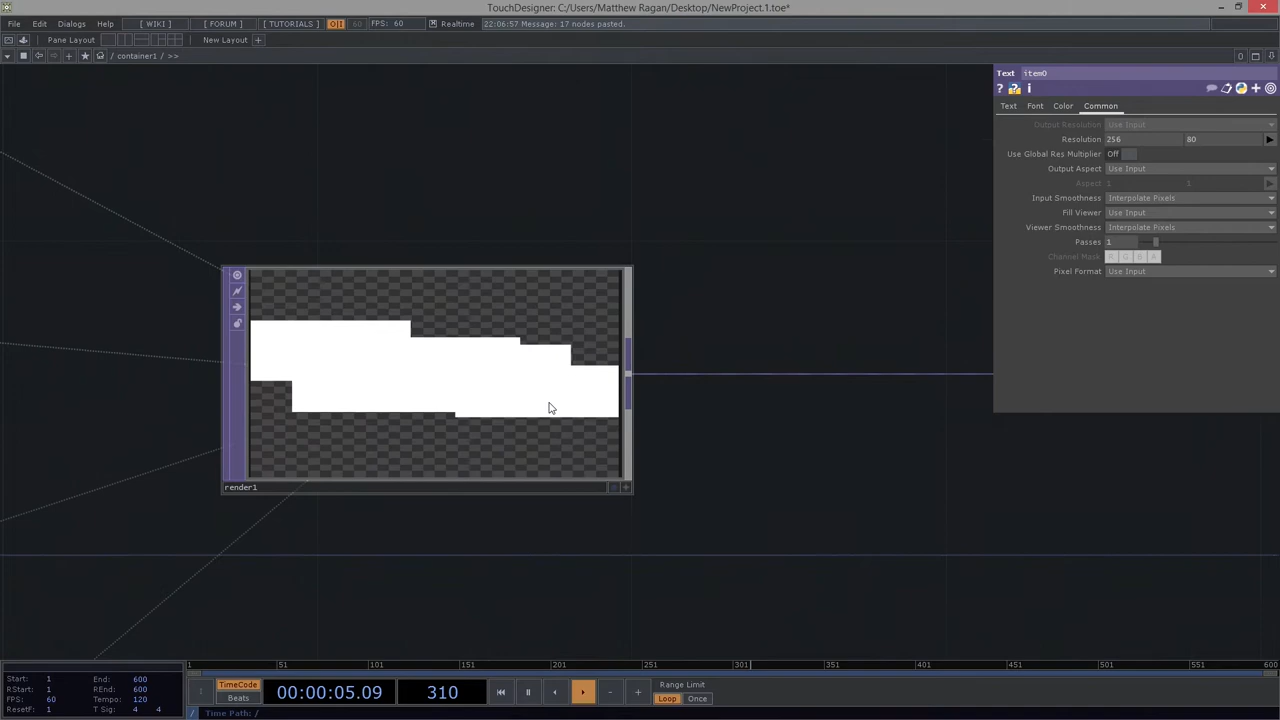 TouchDesigner: C:/Users/Matthew Ragan/Desktop/NewProject.1.toe*
File Edit Dialogs Help [ WIKI ] [ FORUM ] [ TUTORIALS ] O|I 60 FPS: 60 Realtime 22:06:57 Message: 17 nodes pasted.
Pane Layout New Layout +
/ container1 / >> 0
Text item0
? ? i
Text Font Color Common
Output Resolution Use Input
Resolution 256 80
Use Global Res Multiplier Off
Output Aspect Use Input
Aspect 1 1
Input Smoothness Interpolate Pixels
Fill Viewer Use Input
Viewer Smoothness Interpolate Pixels
Passes 1
Channel Mask R G B A
Pixel Format Use Input
render1
1 51 101 151 201 251 301 351 451 501 551 600
Start: 1 End: 600
RStart: 1 REnd: 600
FPS: 60 Tempo: 120
ResetF: 1 T Sig: 4 4
TimeCode
Beats
00:00:05.09 310
Range Limit
Loop Once
/ Time Path: /